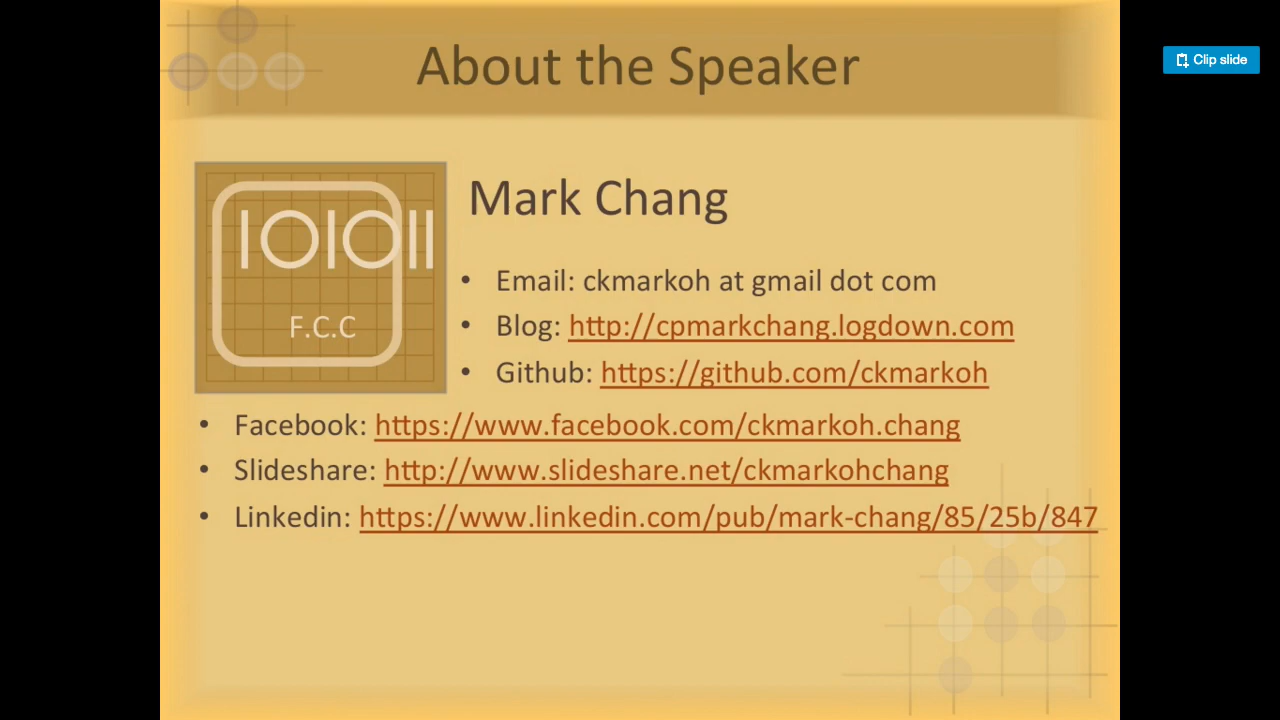 About the Speaker
Clip slide
101011
F.C.C
Mark Chang
• Email: ckmarkoh at gmail dot com
• Blog: http://cpmarkchang.logdown.com
• Github: https://github.com/ckmarkoh
• Facebook: https://www.facebook.com/ckmarkoh.chang
• Slideshare: http://www.slideshare.net/ckmarkohchang
• Linkedin: https://www.linkedin.com/pub/mark-chang/85/25b/847